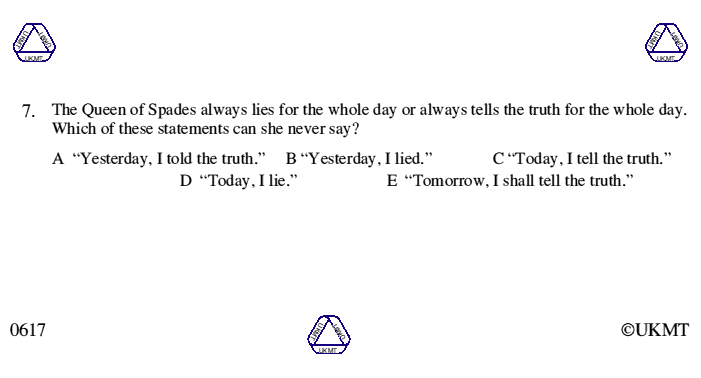 UKMT UKMT UKMT
UKMT UKMT UKMT
7. The Queen of Spades always lies for the whole day or always tells the truth for the whole day.
Which of these statements can she never say?
A “Yesterday, I told the truth.” B “Yesterday, I lied.” C “Today, I tell the truth.”
D “Today, I lie.” E “Tomorrow, I shall tell the truth.”
0617
UKMT UKMT UKMT
©UKMT